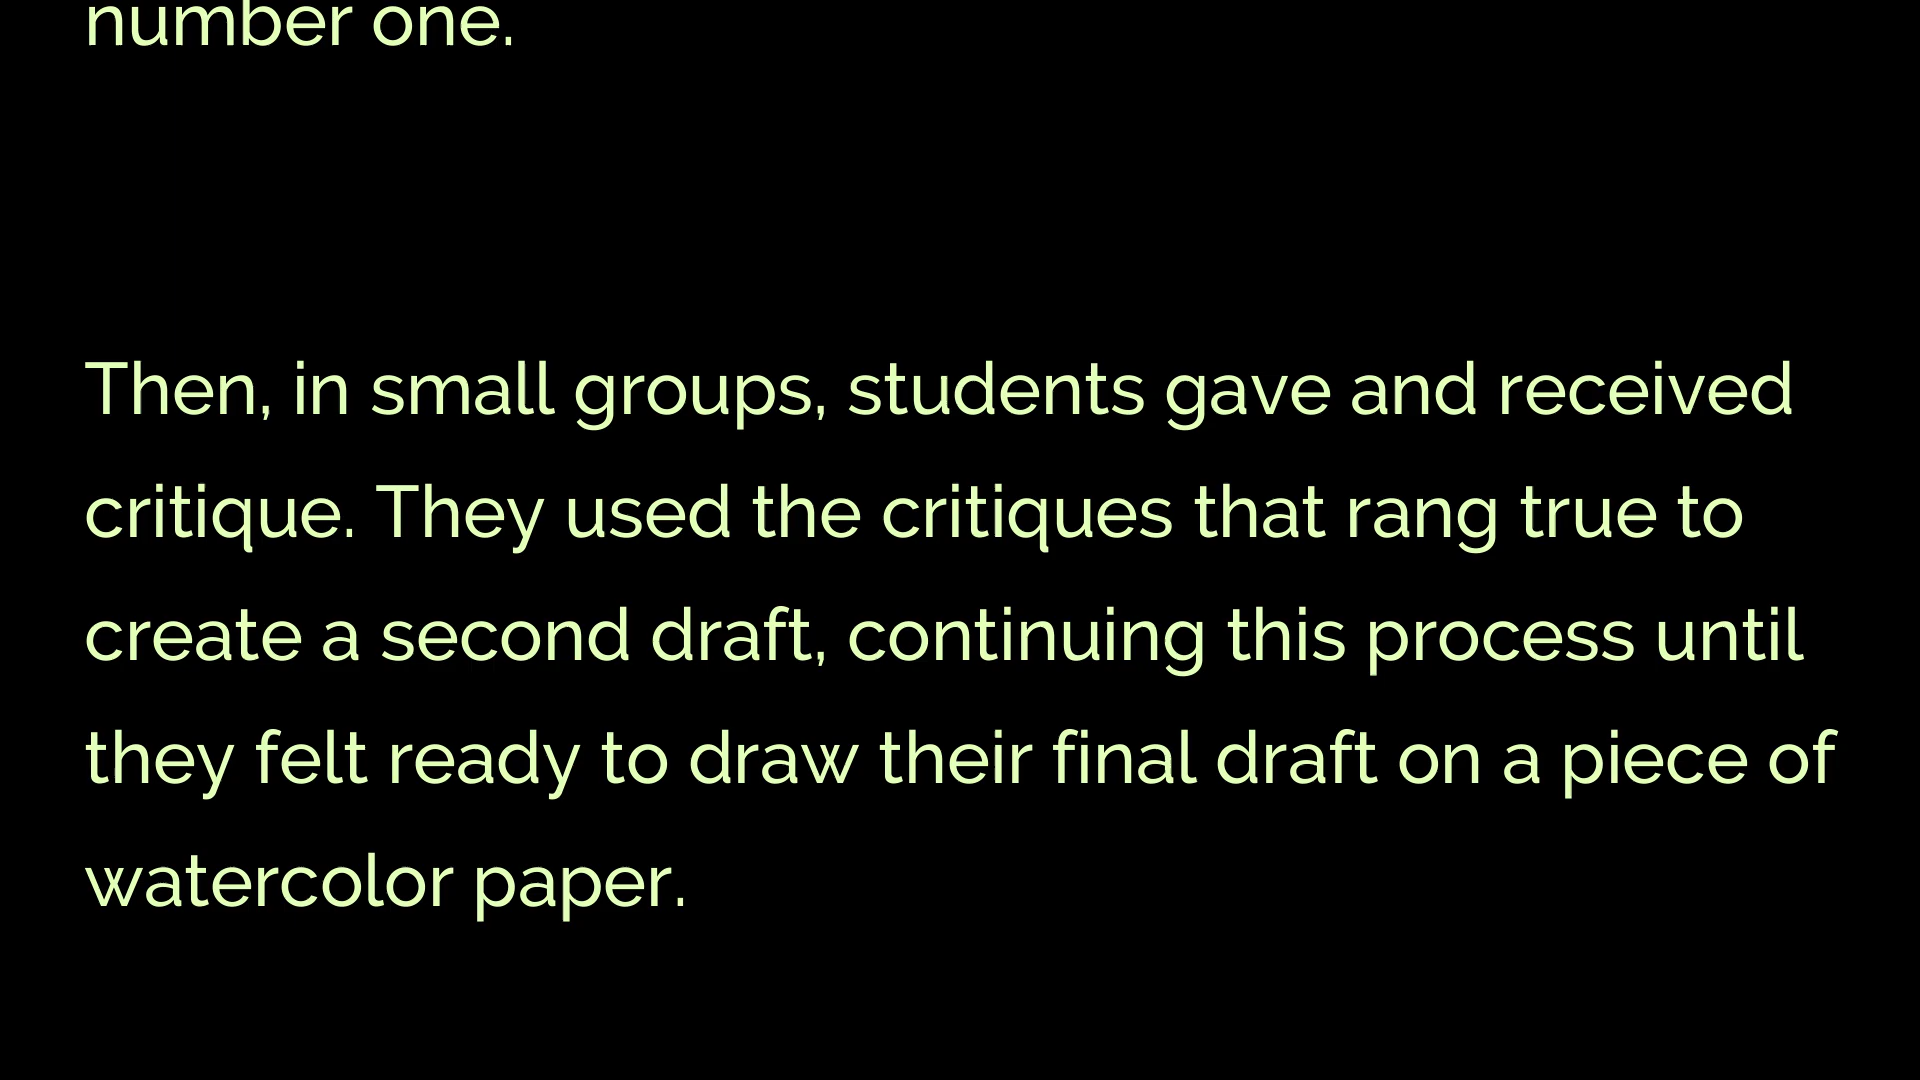 number one.
Then, in small groups, students gave and received
critique. They used the critiques that rang true to
create a second draft, continuing this process until
they felt ready to draw their final draft on a piece of
watercolor paper.